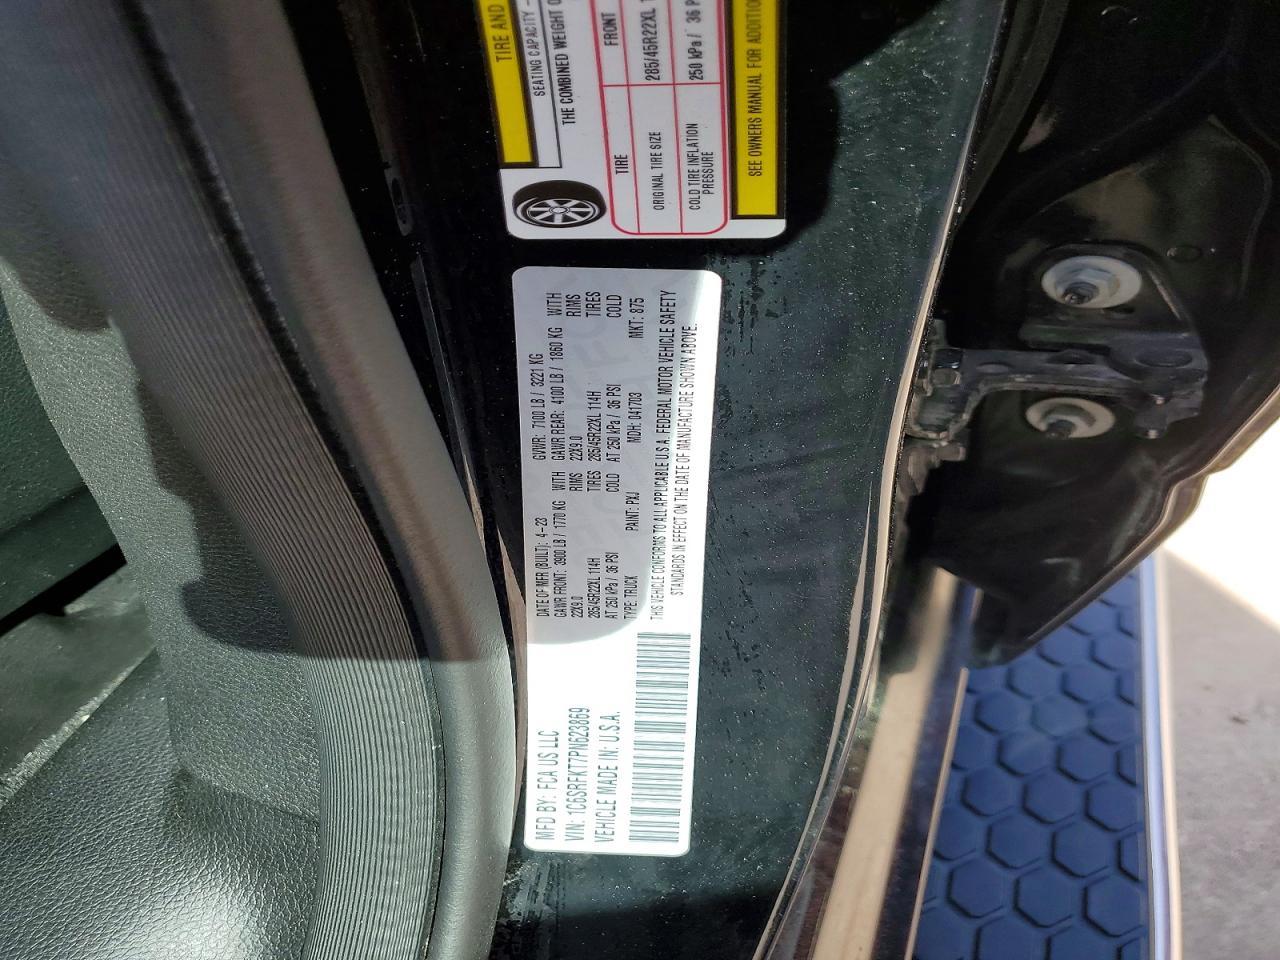 TIRE AND
SEATING CAPACITY -
THE COMBINED WEIGHT O
TIRE FRONT
ORIGINAL TIRE SIZE 285/45R22XL 1
COLD TIRE INFLATION PRESSURE 250 kPa / 36 P
SEE OWNERS MANUAL FOR ADDITION
MFD BY: FCA US LLC DATE OF MFR (BUILT): 4-23 GVWR: 7100 LB / 3221 KG
VIN: 1C6SRFKT7PN623869 GAWR FRONT: 3900 LB / 1770 KG WITH GAWR REAR: 4100 LB / 1860 KG WITH
VEHICLE MADE IN: U.S.A. 22X9.0 RIMS 22X9.0 RIMS
285/45R22XL 114H TIRES 285/45R22XL 114H TIRES
AT 250 kPa / 36 PSI COLD AT 250 kPa / 36 PSI COLD
TYPE: TRUCK PAINT: PXJ MDH: 041703 MKT: 875
THIS VEHICLE CONFORMS TO ALL APPLICABLE U.S.A. FEDERAL MOTOR VEHICLE SAFETY
STANDARDS IN EFFECT ON THE DATE OF MANUFACTURE SHOWN ABOVE.